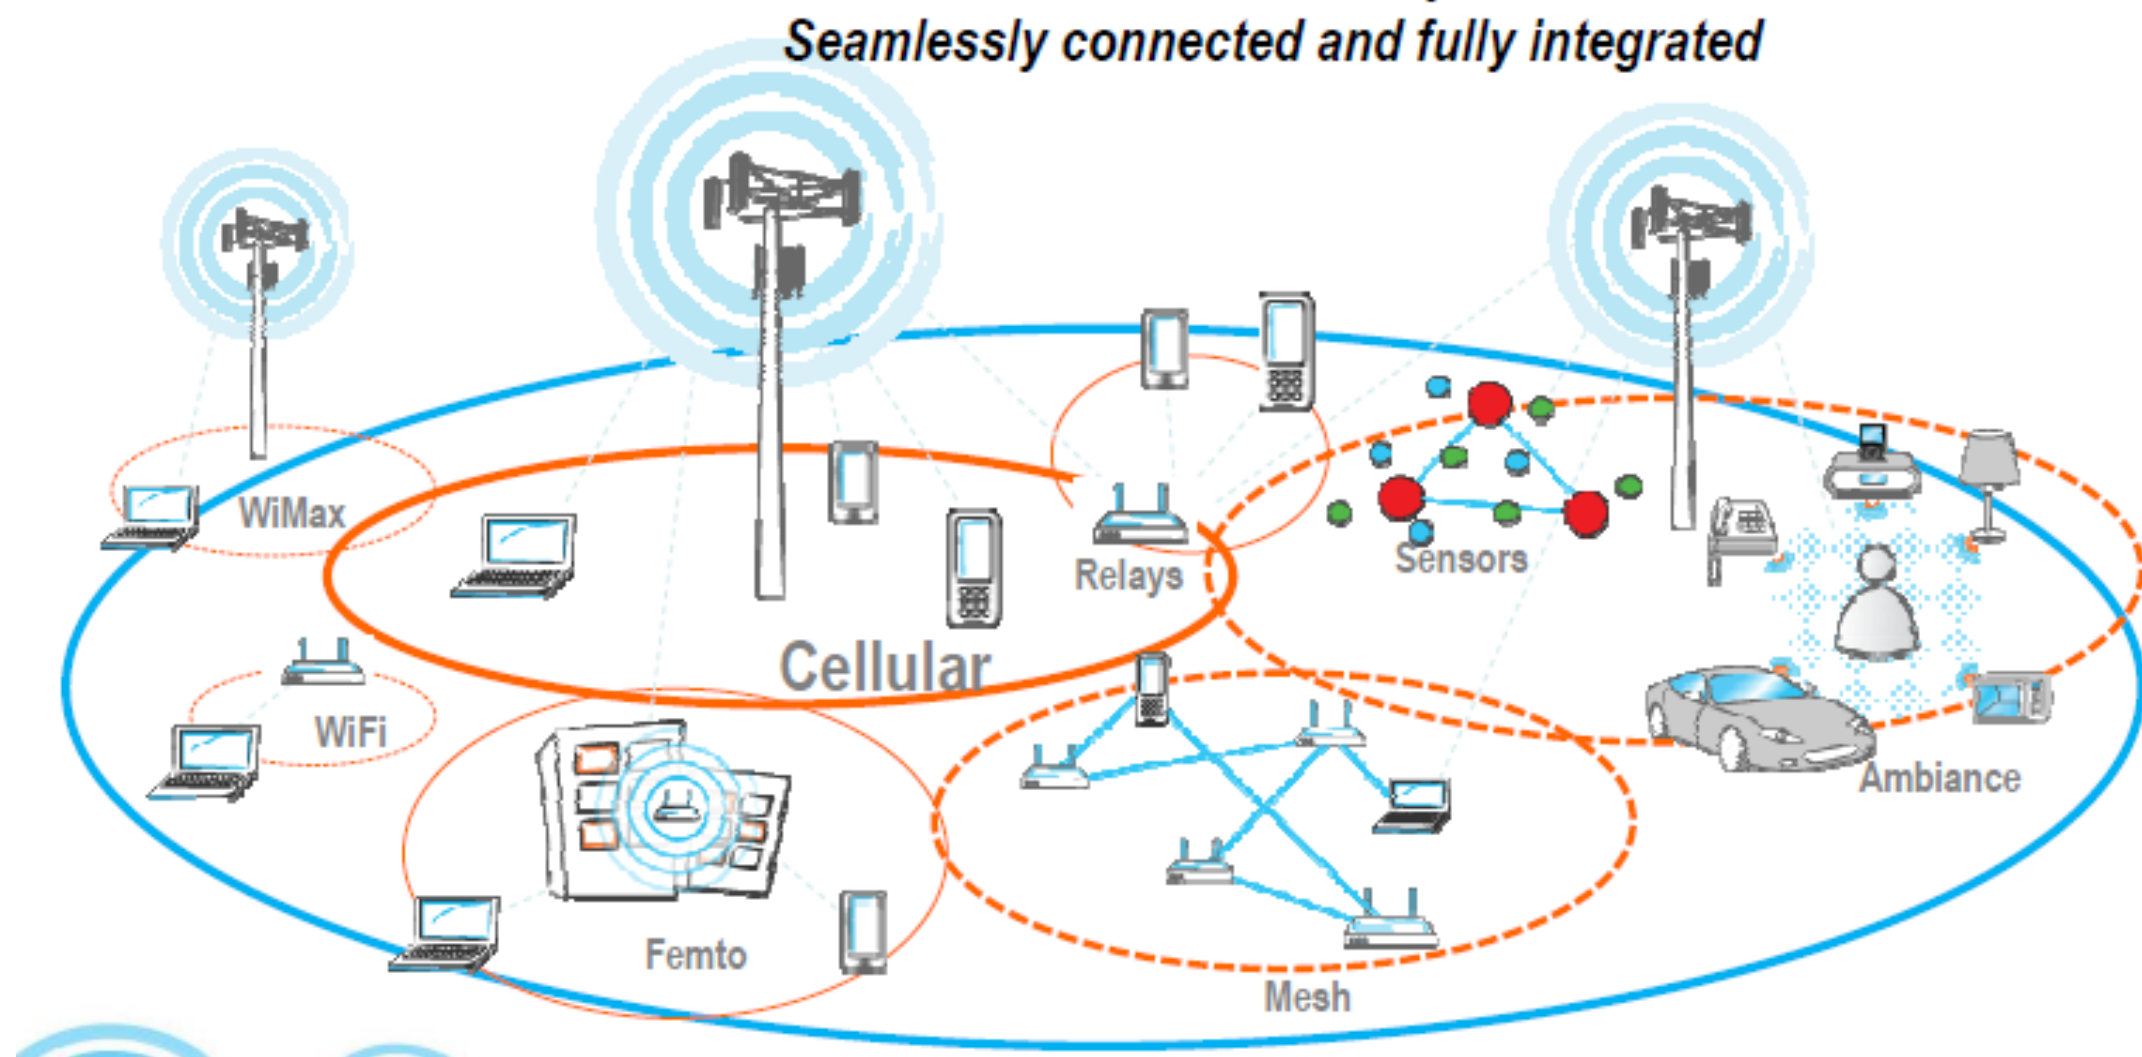 Seamlessly connected and fully integrated
WiMax
Relays
Sensors
Cellular
WiFi
Ambiance
Femto
Mesh